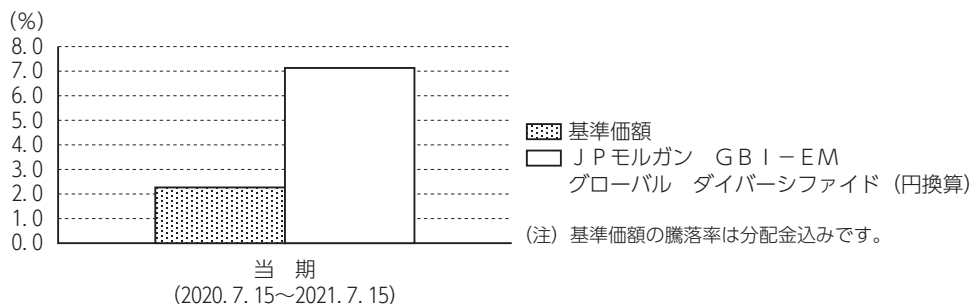 (%)
8.0
7.0
6.0
5.0
4.0
3.0
2.0
1.0
0.0
当 期
(2020.7.15～2021.7.15)
基準価額
ＪＰモルガン　ＧＢＩ－ＥＭ
グローバル　ダイバーシファイド（円換算）
（注）基準価額の騰落率は分配金込みです。